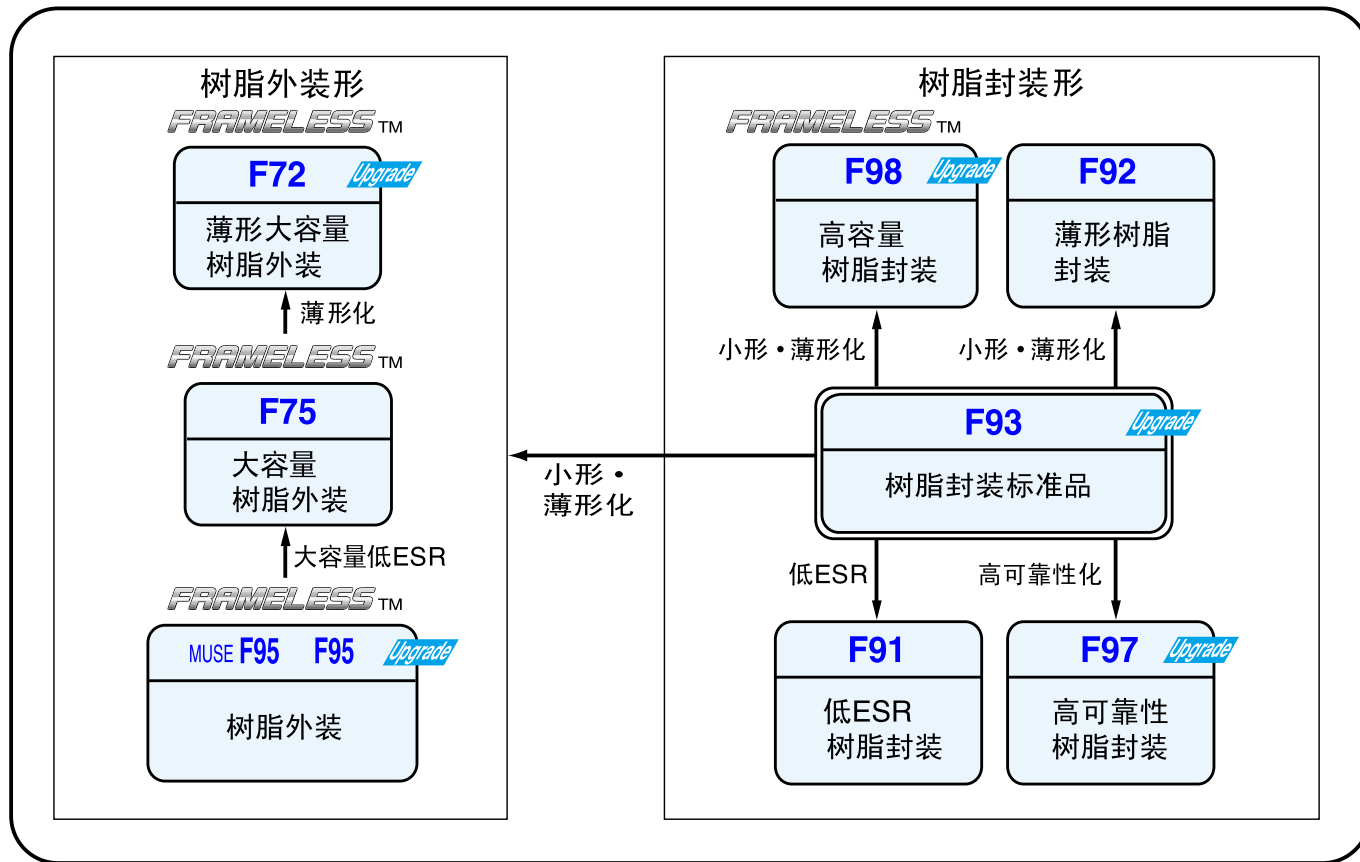 树脂外装形
FRAMELESS TM
F72 Upgrade
薄形大容量
树脂外装
薄形化
FRAMELESS TM
F75
大容量
树脂外装
大容量低ESR
FRAMELESS TM
MUSE F95 F95 Upgrade
树脂外装
小形・
薄形化
树脂封装形
FRAMELESS TM
F98 Upgrade
高容量
树脂封装
F92
薄形树脂
封装
小形・薄形化
小形・薄形化
F93 Upgrade
树脂封装标准品
低ESR
高可靠性化
F91
低ESR
树脂封装
F97 Upgrade
高可靠性
树脂封装